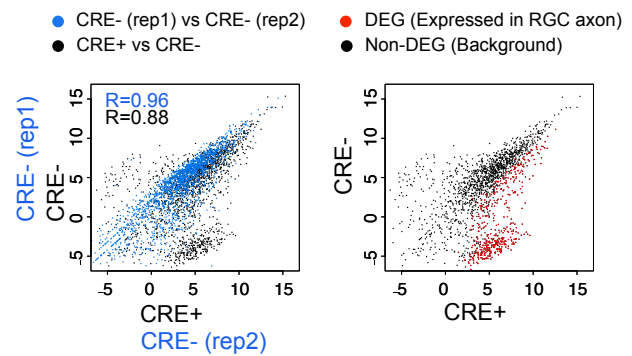 CRE- (rep1) vs CRE- (rep2)
CRE+ vs CRE-
DEG (Expressed in RGC axon)
Non-DEG (Background)
CRE- (rep1)
CRE-
15
10
5
0
-5
R=0.96
R=0.88
-5 0 5 10 15
CRE+
CRE- (rep2)
CRE-
15
10
5
0
-5
-5 0 5 10 15
CRE+